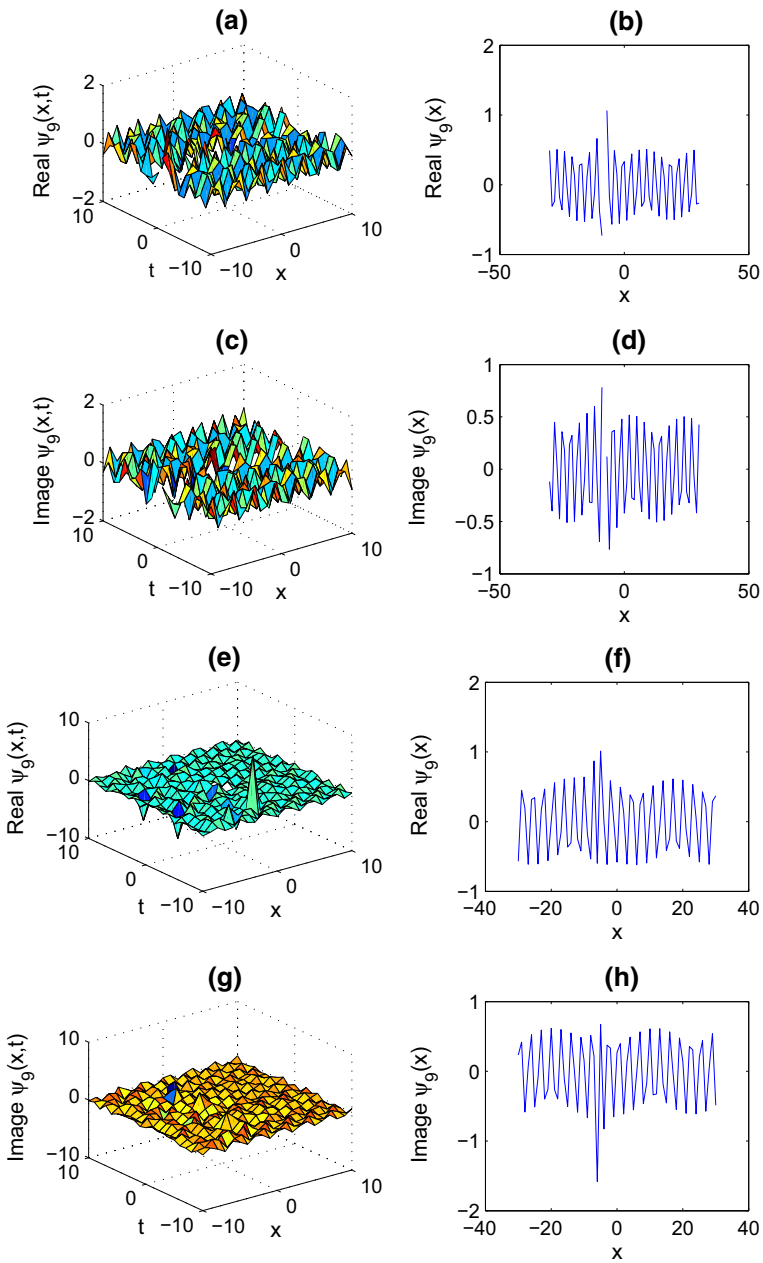 (a)
Real ψ9(x,t)
2
0
−2
10
0
−10
t
−10
0
10
x
(b)
Real ψ9(x)
2
1
0
−1
−50
0
50
x
(c)
Image ψ9(x,t)
2
0
−2
10
0
−10
t
−10
0
10
x
(d)
Image ψ9(x)
1
0.5
0
−0.5
−1
−50
0
50
x
(e)
Real ψ9(x,t)
10
0
−10
10
0
−10
t
−10
0
10
x
(f)
Real ψ9(x)
2
1
0
−1
−40
−20
0
20
40
x
(g)
Image ψ9(x,t)
10
0
−10
10
0
−10
t
−10
0
10
x
(h)
Image ψ9(x)
1
0
−1
−2
−40
−20
0
20
40
x